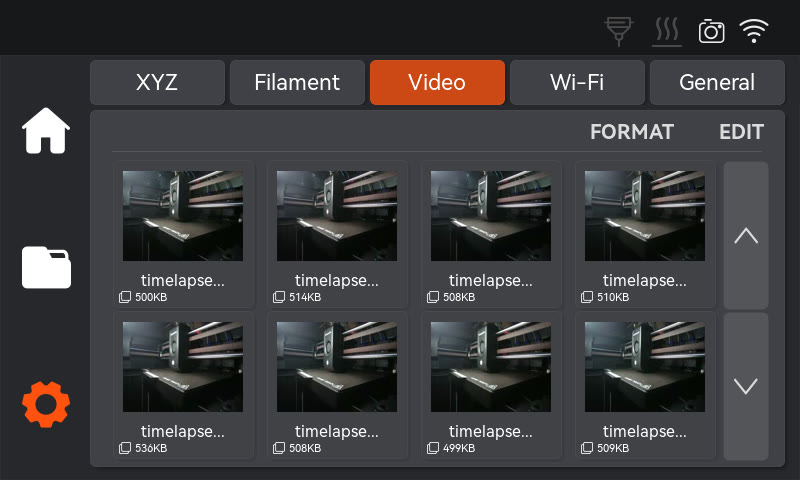 XYZ Filament Video Wi-Fi General
FORMAT EDIT
timelapse... timelapse... timelapse... timelapse...
500KB 514KB 508KB 510KB
timelapse... timelapse... timelapse... timelapse...
536KB 508KB 499KB 509KB